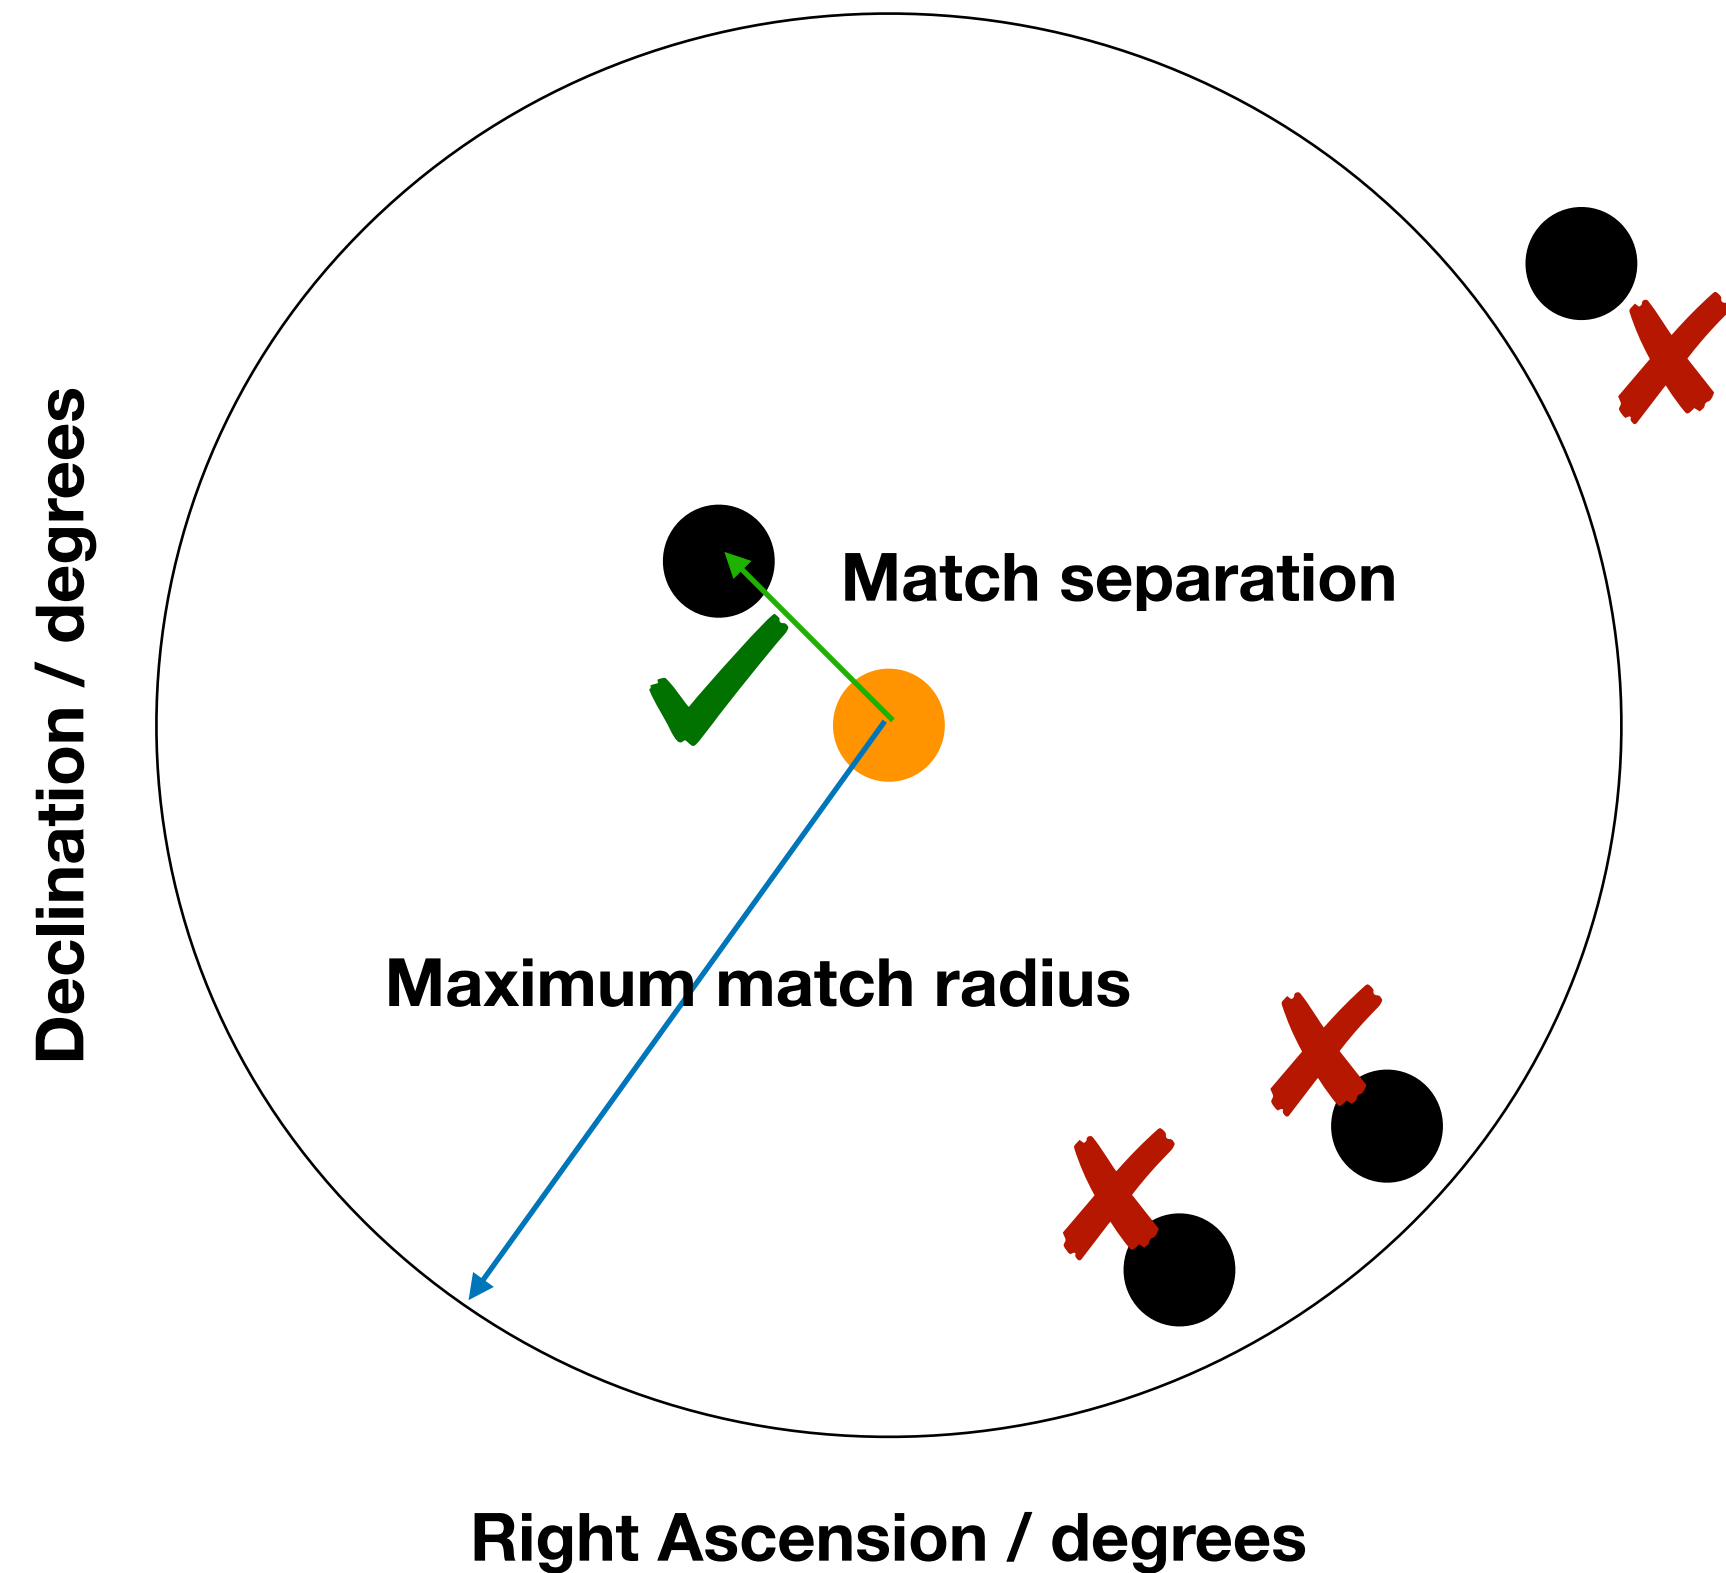 Declination / degrees
Match separation
Maximum match radius
Right Ascension / degrees